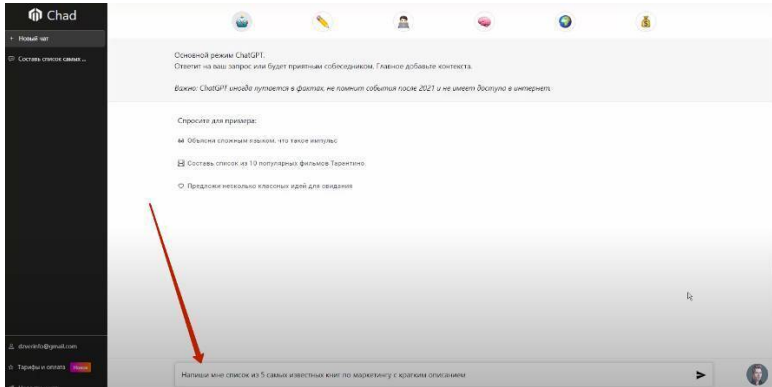 Chad
+ Новый чат
Составь список самых ...
Основной режим ChatGPT.
Ответит на ваш запрос или будет приятным собеседником. Главное добавьте контекста.
Важно: ChatGPT иногда путается в фактах, не помнит события после 2021 и не имеет доступа в интернет.
Спросите для примера:
Объясни сложным языком, что такое импульс
Составь список из 10 популярных фильмов Тарантино
Предложи несколько классных идей для свидания
Тарифы и оплата
Напиши мне список из 5 самых известных книг по маркетингу с кратким описанием